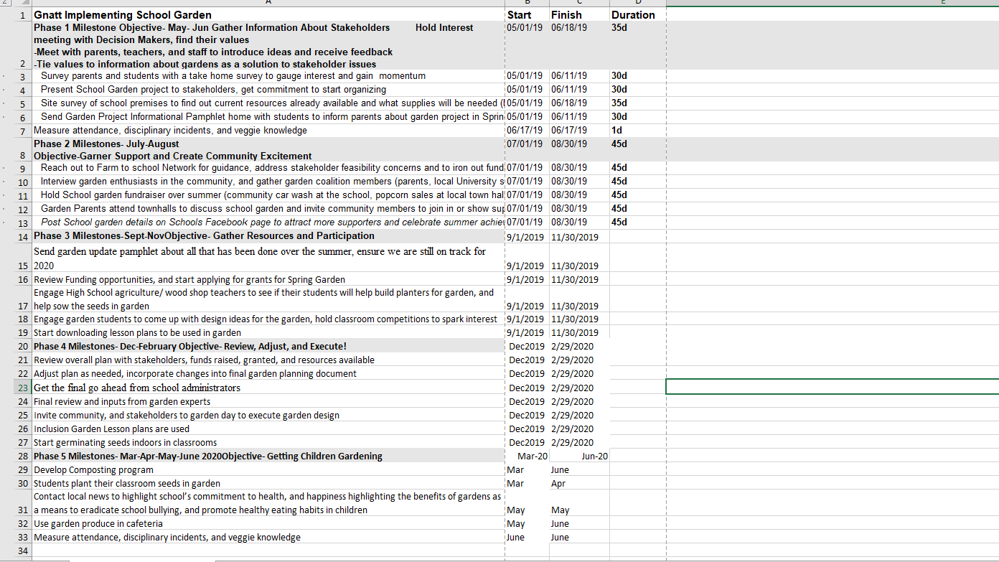 2 A B C D E
1 Gnatt Implementing School Garden Start Finish Duration
Phase 1 Milestone Objective- May- Jun Gather Information About Stakeholders Hold Interest 05/01/19 06/18/19 35d
meeting with Decision Makers, find their values
-Meet with parents, teachers, and staff to introduce ideas and receive feedback
2 -Tie values to information about gardens as a solution to stakeholder issues
3 Survey parents and students with a take home survey to gauge interest and gain momentum 05/01/19 06/11/19 30d
4 Present School Garden project to stakeholders, get commitment to start organizing 05/01/19 06/11/19 30d
5 Site survey of school premises to find out current resources already available and what supplies will be needed ( 05/01/19 06/18/19 35d
6 Send Garden Project Informational Pamphlet home with students to inform parents about garden project in Sprin 05/01/19 06/11/19 30d
7 Measure attendance, disciplinary incidents, and veggie knowledge 06/17/19 06/17/19 1d
Phase 2 Milestones- July-August 07/01/19 08/30/19 45d
8 Objective-Garner Support and Create Community Excitement
9 Reach out to Farm to school Network for guidance, address stakeholder feasibility concerns and to iron out fund 07/01/19 08/30/19 45d
10 Interview garden enthusiasts in the community, and gather garden coalition members (parents, local University s 07/01/19 08/30/19 45d
11 Hold School garden fundraiser over summer (community car wash at the school, popcorn sales at local town hal 07/01/19 08/30/19 45d
12 Garden Parents attend townhalls to discuss school garden and invite community members to join in or show sup 07/01/19 08/30/19 45d
13 Post School garden details on Schools Facebook page to attract more supporters and celebrate summer achie 07/01/19 08/30/19 45d
14 Phase 3 Milestones-Sept-NovObjective- Gather Resources and Participation 9/1/2019 11/30/2019
Send garden update pamphlet about all that has been done over the summer, ensure we are still on track for
15 2020 9/1/2019 11/30/2019
16 Review Funding opportunities, and start applying for grants for Spring Garden 9/1/2019 11/30/2019
Engage High School agriculture/ wood shop teachers to see if their students will help build planters for garden, and
17 help sow the seeds in garden 9/1/2019 11/30/2019
18 Engage garden students to come up with design ideas for the garden, hold classroom competitions to spark interest 9/1/2019 11/30/2019
19 Start downloading lesson plans to be used in garden 9/1/2019 11/30/2019
20 Phase 4 Milestones- Dec-February Objective- Review, Adjust, and Execute! Dec2019 2/29/2020
21 Review overall plan with stakeholders, funds raised, granted, and resources available Dec2019 2/29/2020
22 Adjust plan as needed, incorporate changes into final garden planning document Dec2019 2/29/2020
23 Get the final go ahead from school administrators Dec2019 2/29/2020
24 Final review and inputs from garden experts Dec2019 2/29/2020
25 Invite community, and stakeholders to garden day to execute garden design Dec2019 2/29/2020
26 Inclusion Garden Lesson plans are used Dec2019 2/29/2020
27 Start germinating seeds indoors in classrooms Dec2019 2/29/2020
28 Phase 5 Milestones- Mar-Apr-May-June 2020Objective- Getting Children Gardening Mar-20 Jun-20
29 Develop Composting program Mar June
30 Students plant their classroom seeds in garden Mar Apr
Contact local news to highlight school's commitment to health, and happiness highlighting the benefits of gardens as
31 a means to eradicate school bullying, and promote healthy eating habits in children May May
32 Use garden produce in cafeteria May June
33 Measure attendance, disciplinary incidents, and veggie knowledge June June
34